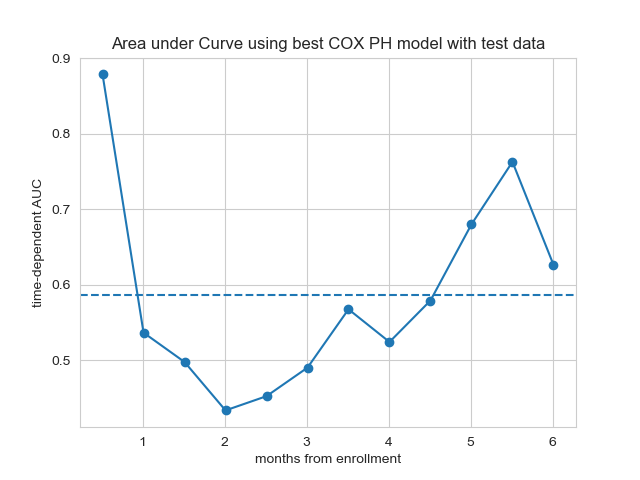 Area under Curve using best COX PH model with test data
0.9
0.8
0.7
0.6
0.5
time-dependent AUC
1 2 3 4 5 6
months from enrollment